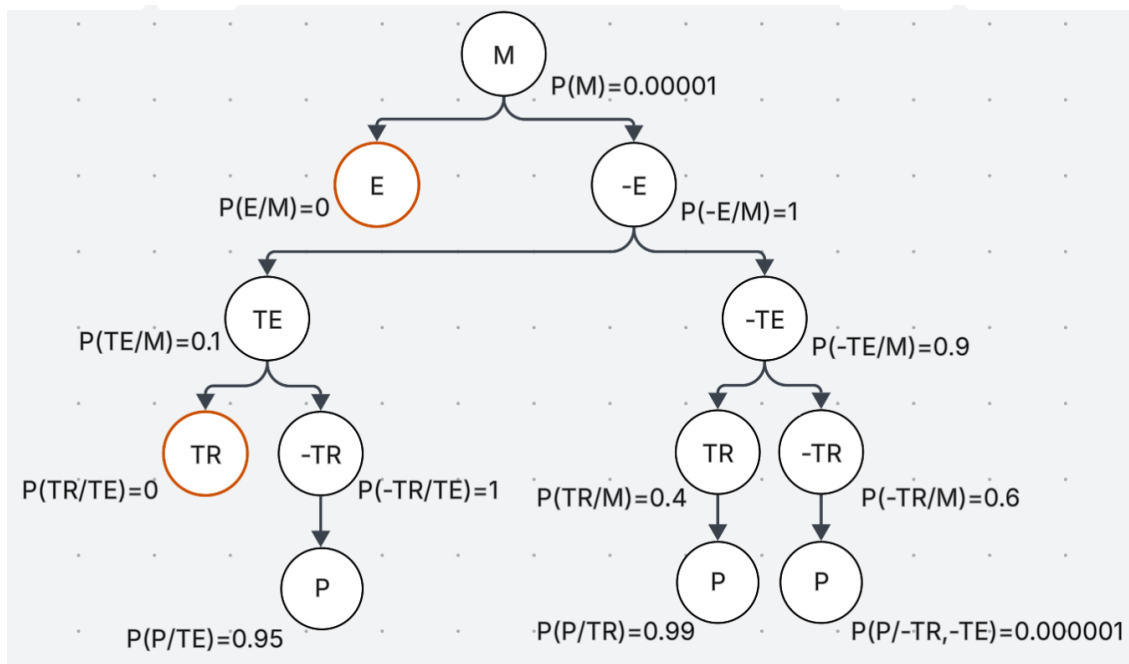 M
P(M)=0.00001
E
-E
P(E/M)=0
P(-E/M)=1
TE
-TE
P(TE/M)=0.1
P(-TE/M)=0.9
TR
-TR
TR
-TR
P(TR/TE)=0
P(-TR/TE)=1
P(TR/M)=0.4
P(-TR/M)=0.6
P
P
P
P(P/TE)=0.95
P(P/TR)=0.99
P(P/-TR,-TE)=0.000001